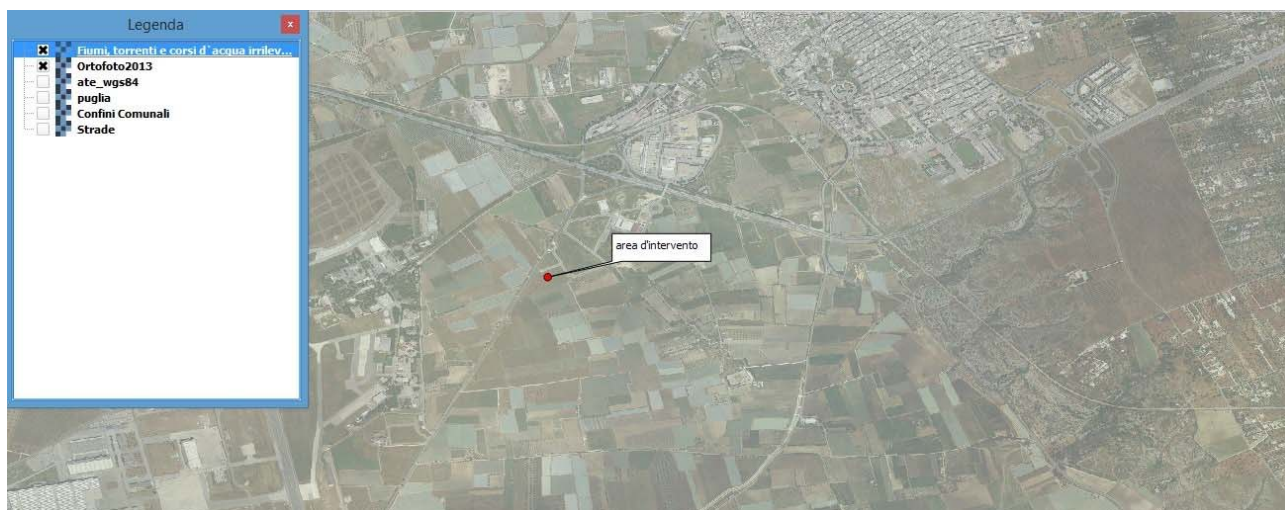 Legenda
x
Fiumi, torrenti e corsi d`acqua irrilev...
Ortofoto2013
ate_wgs84
puglia
Confini Comunali
Strade
area d'intervento